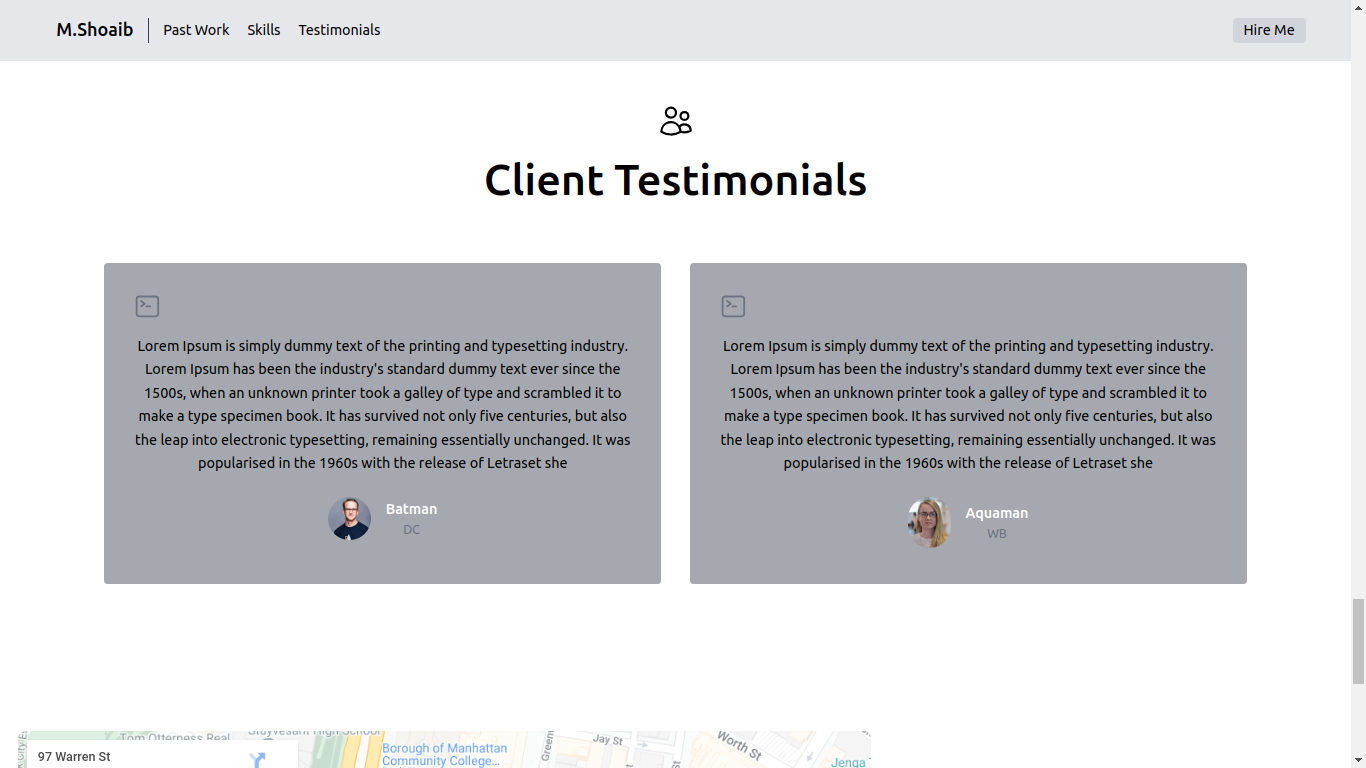 M.Shoaib Past Work Skills Testimonials Hire Me
Client Testimonials
Lorem Ipsum is simply dummy text of the printing and typesetting industry.
Lorem Ipsum has been the industry's standard dummy text ever since the
1500s, when an unknown printer took a galley of type and scrambled it to
make a type specimen book. It has survived not only five centuries, but also
the leap into electronic typesetting, remaining essentially unchanged. It was
popularised in the 1960s with the release of Letraset she
Batman
DC
Lorem Ipsum is simply dummy text of the printing and typesetting industry.
Lorem Ipsum has been the industry's standard dummy text ever since the
1500s, when an unknown printer took a galley of type and scrambled it to
make a type specimen book. It has survived not only five centuries, but also
the leap into electronic typesetting, remaining essentially unchanged. It was
popularised in the 1960s with the release of Letraset she
Aquaman
WB
Tom Otterness Real
Stuyvesant High School
97 Warren St
Borough of Manhattan
Community College...
Green
Jay St
Worth St
Jenga